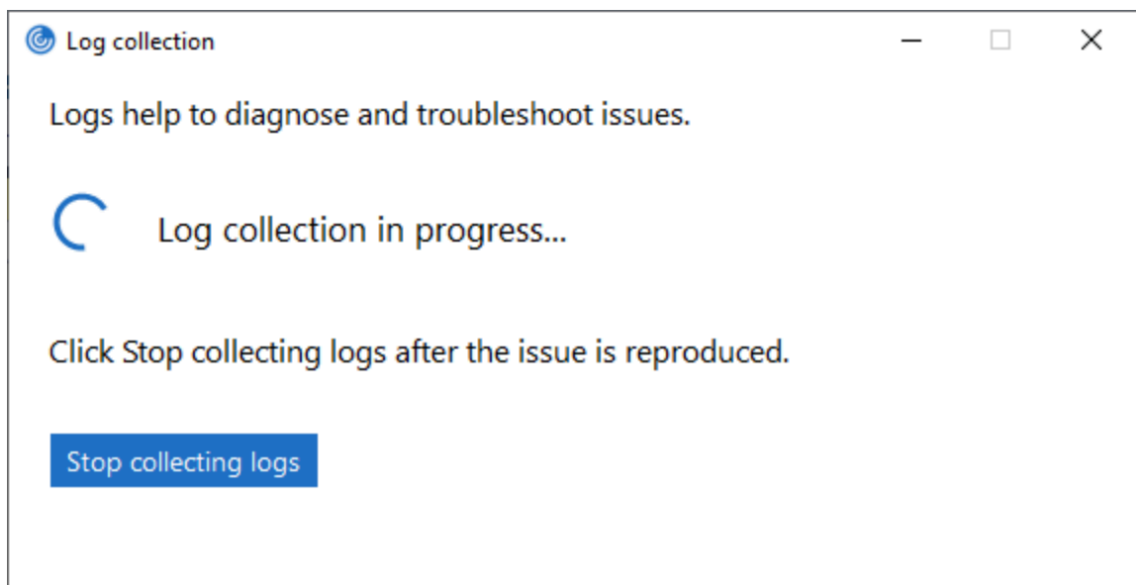 Log collection
Logs help to diagnose and troubleshoot issues.
Log collection in progress...
Click Stop collecting logs after the issue is reproduced.
Stop collecting logs